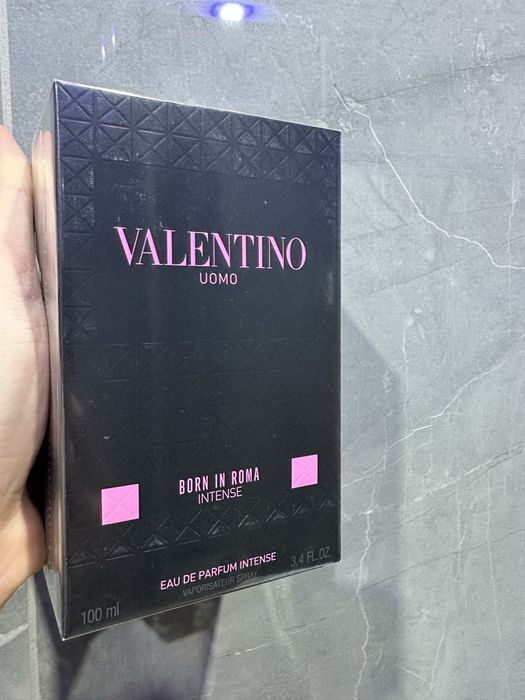 VALENTINO
UOMO
BORN IN ROMA
INTENSE
EAU DE PARFUM INTENSE
VAPORISATEUR SPRAY
100 ml
3.4 FL.OZ